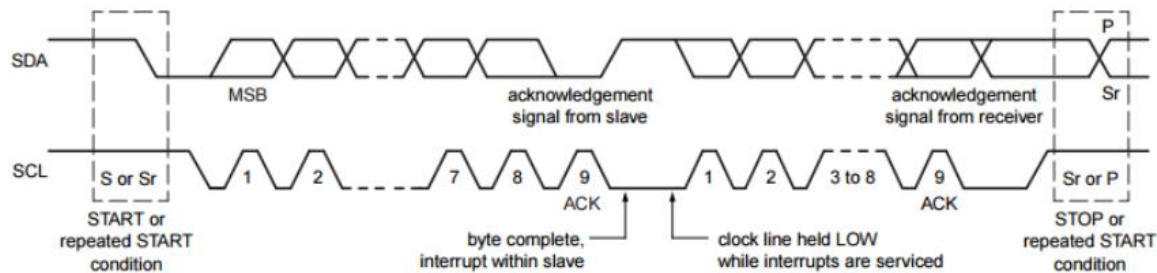 P
SDA
MSB
acknowledgement
signal from slave
acknowledgement
signal from receiver
Sr
SCL
S or Sr
1
2
7
8
9
1
2
3 to 8
9
Sr or P
ACK
ACK
START or
repeated START
condition
byte complete,
interrupt within slave
clock line held LOW
while interrupts are serviced
STOP or
repeated START
condition